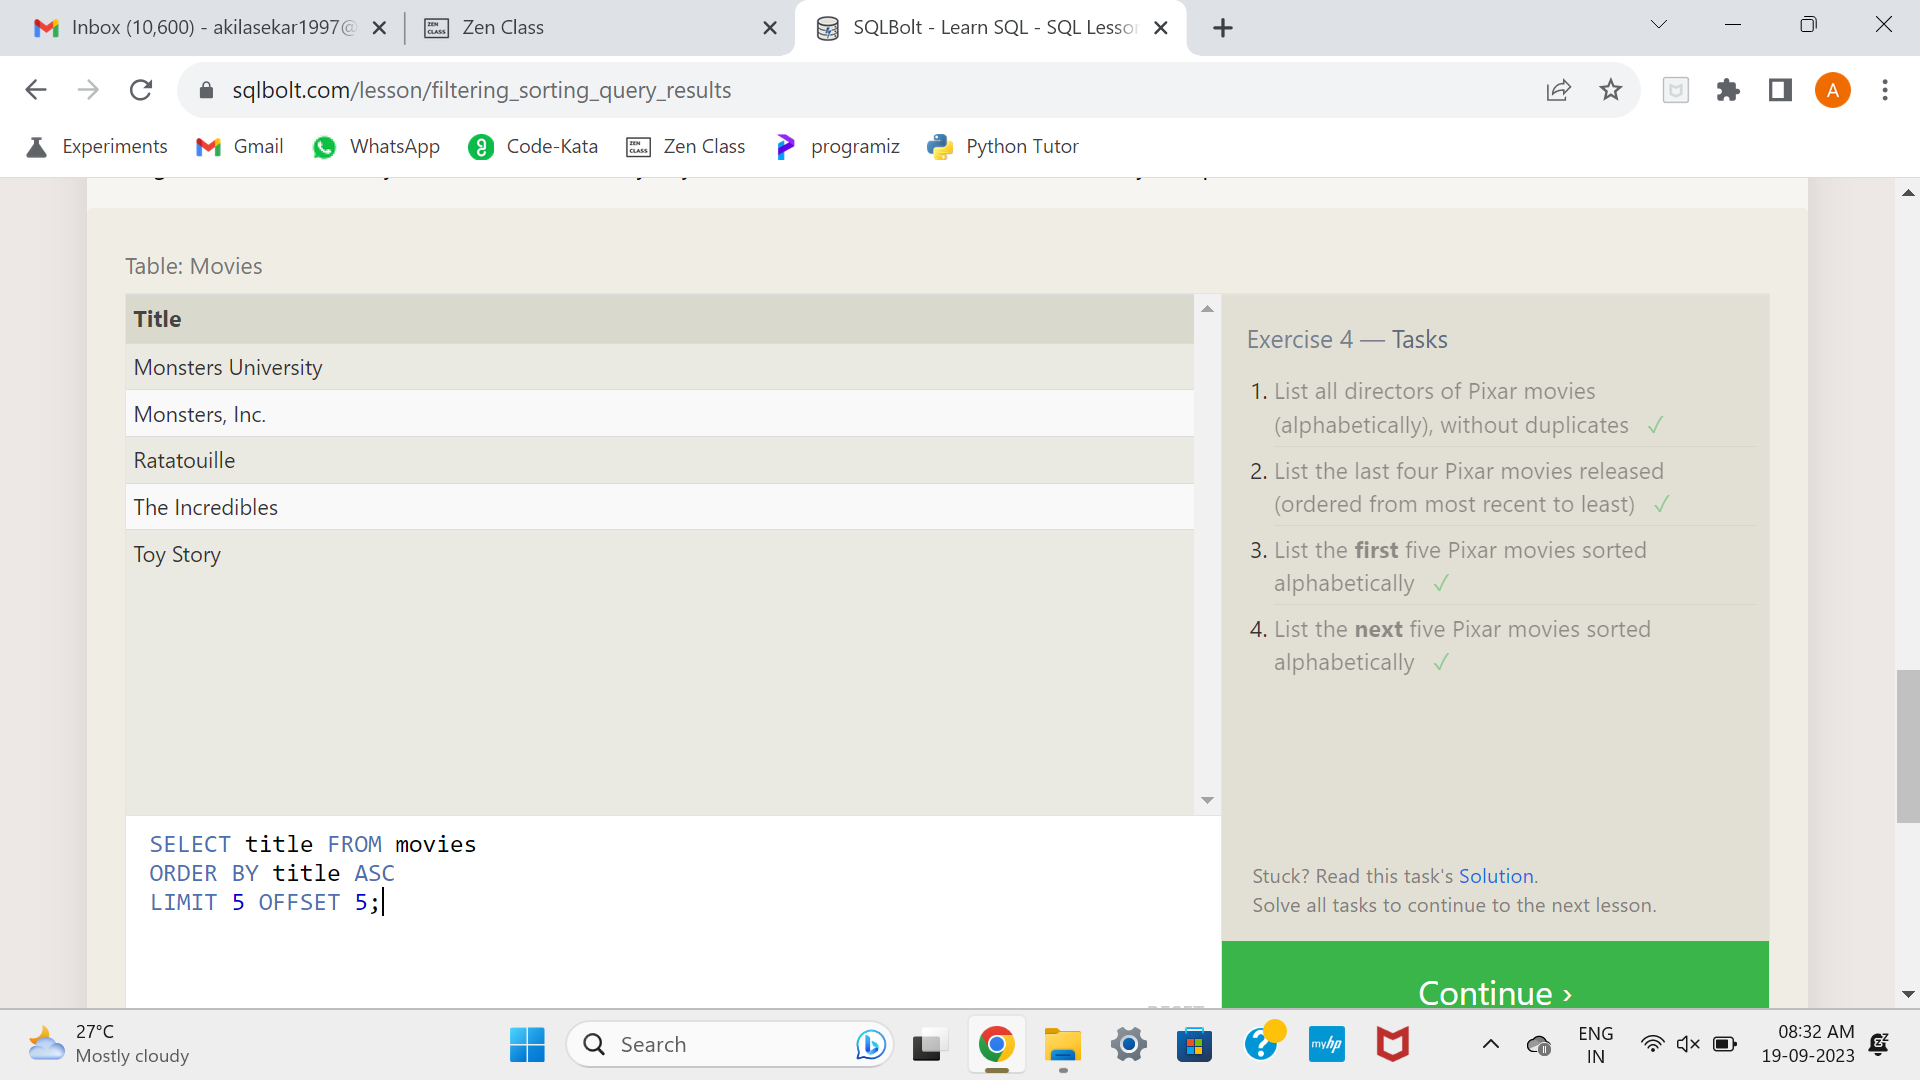 Inbox (10,600) - akilasekar1997@
Zen Class
SQLBolt - Learn SQL - SQL Lesson
sqlbolt.com/lesson/filtering_sorting_query_results
A
Experiments
Gmail
WhatsApp
Code-Kata
ZEN CLASS
Zen Class
programiz
Python Tutor
Table: Movies
Title
Monsters University
Monsters, Inc.
Ratatouille
The Incredibles
Toy Story
Exercise 4 — Tasks
1. List all directors of Pixar movies
(alphabetically), without duplicates ✓
2. List the last four Pixar movies released
(ordered from most recent to least) ✓
3. List the first five Pixar movies sorted
alphabetically ✓
4. List the next five Pixar movies sorted
alphabetically ✓
SELECT title FROM movies
ORDER BY title ASC
LIMIT 5 OFFSET 5;
Stuck? Read this task's Solution.
Solve all tasks to continue to the next lesson.
Continue ›
27°C
Mostly cloudy
Search
myhp
ENG
IN
08:32 AM
19-09-2023